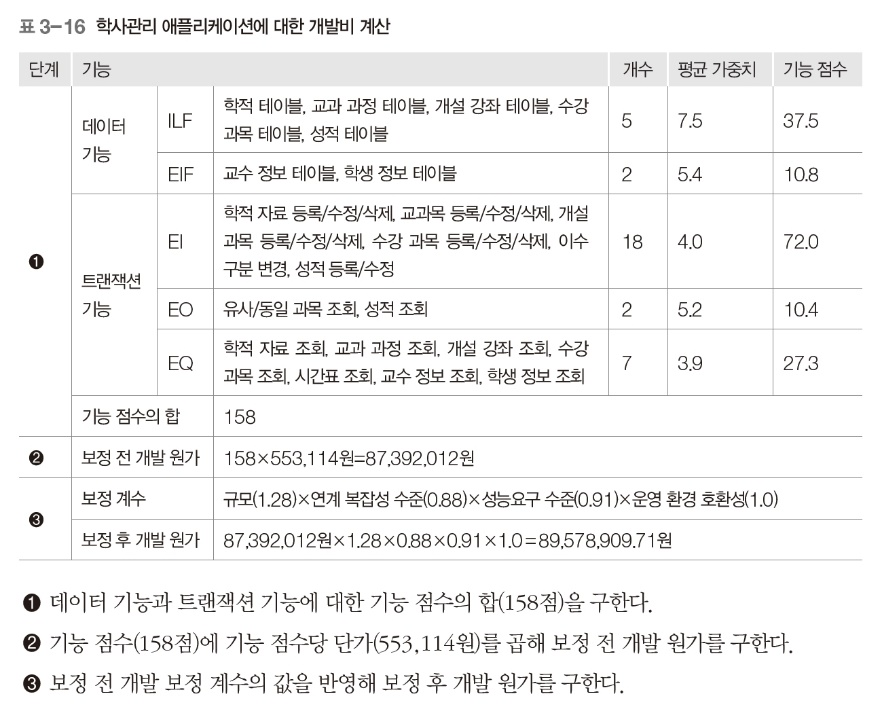 표 3-16 학사관리 애플리케이션에 대한 개발비 계산
단계 기능 개수 평균 가중치 기능 점수
❶
데이터
기능
ILF
학적 테이블, 교과 과정 테이블, 개설 강좌 테이블, 수강
과목 테이블, 성적 테이블
5 7.5 37.5
EIF 교수 정보 테이블, 학생 정보 테이블 2 5.4 10.8
트랜잭션
기능
EI
학적 자료 등록/수정/삭제, 교과목 등록/수정/삭제, 개설
과목 등록/수정/삭제, 수강 과목 등록/수정/삭제, 이수
구분 변경, 성적 등록/수정
18 4.0 72.0
EO 유사/동일 과목 조회, 성적 조회 2 5.2 10.4
EQ
학적 자료 조회, 교과 과정 조회, 개설 강좌 조회, 수강
과목 조회, 시간표 조회, 교수 정보 조회, 학생 정보 조회
7 3.9 27.3
기능 점수의 합 158
❷ 보정 전 개발 원가 158×553,114원=87,392,012원
❸
보정 계수 규모(1.28)×연계 복잡성 수준(0.88)×성능요구 수준(0.91)×운영 환경 호환성(1.0)
보정 후 개발 원가 87,392,012원×1.28×0.88×0.91×1.0=89,578,909.71원
❶ 데이터 기능과 트랜잭션 기능에 대한 기능 점수의 합(158점)을 구한다.
❷ 기능 점수(158점)에 기능 점수당 단가(553,114원)를 곱해 보정 전 개발 원가를 구한다.
❸ 보정 전 개발 보정 계수의 값을 반영해 보정 후 개발 원가를 구한다.